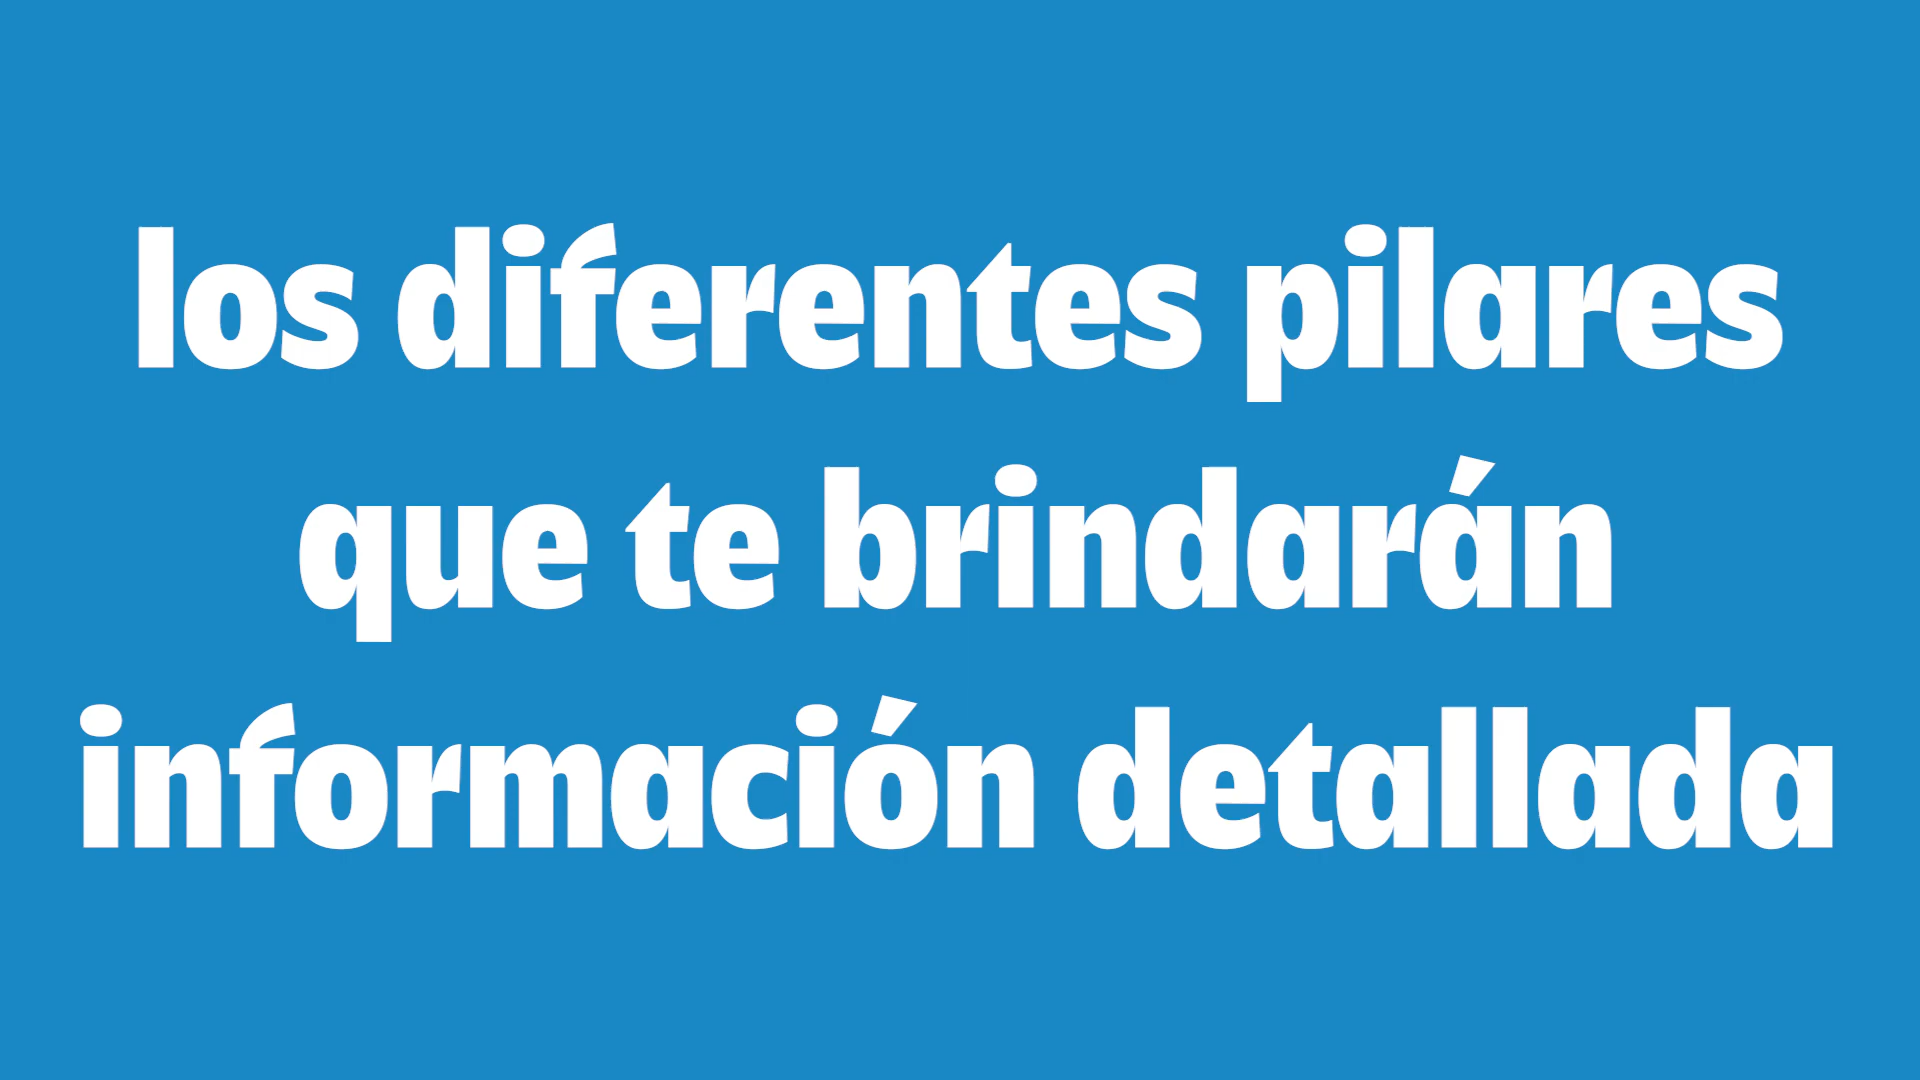 los diferentes pilares
que te brindarán
información detallada